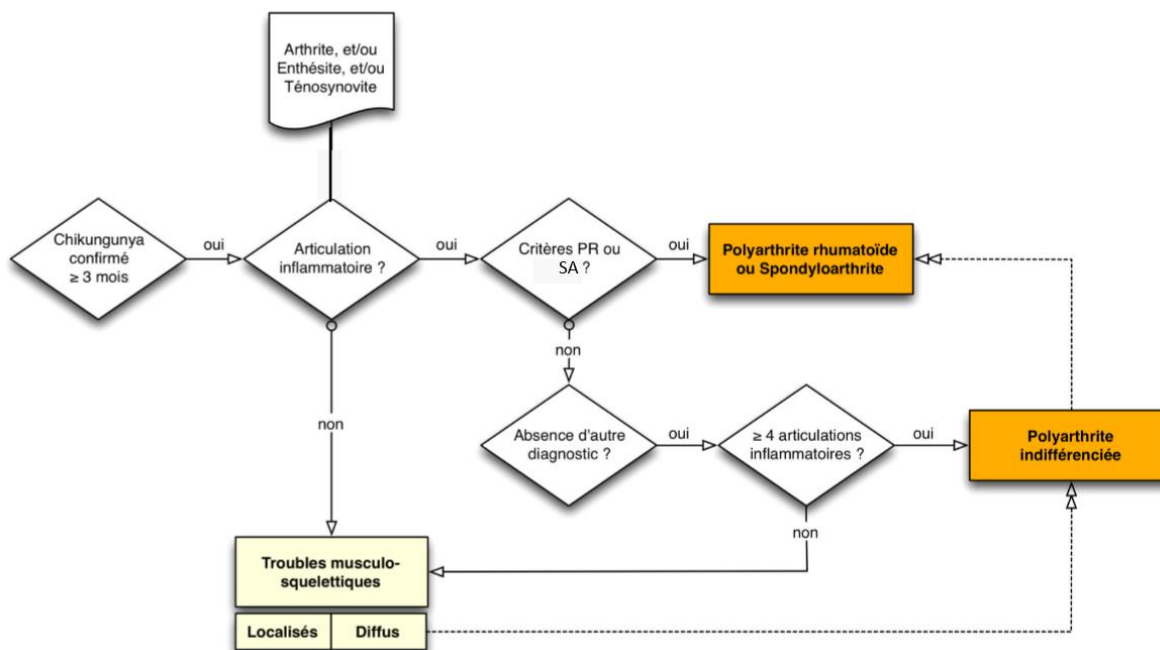 Arthrite, et/ou
Enthésite, et/ou
Ténosynovite
Chikungunya
confirmé
≥ 3 mois
oui
Articulation
inflammatoire ?
oui
Critères PR ou
SA ?
oui
Polyarthrite rhumatoïde
ou Spondyloarthrite
non
non
Absence d'autre
diagnostic ?
oui
≥ 4 articulations
inflammatoires ?
oui
Polyarthrite
indifférenciée
non
Troubles musculo-
squelettiques
Localisés
Diffus